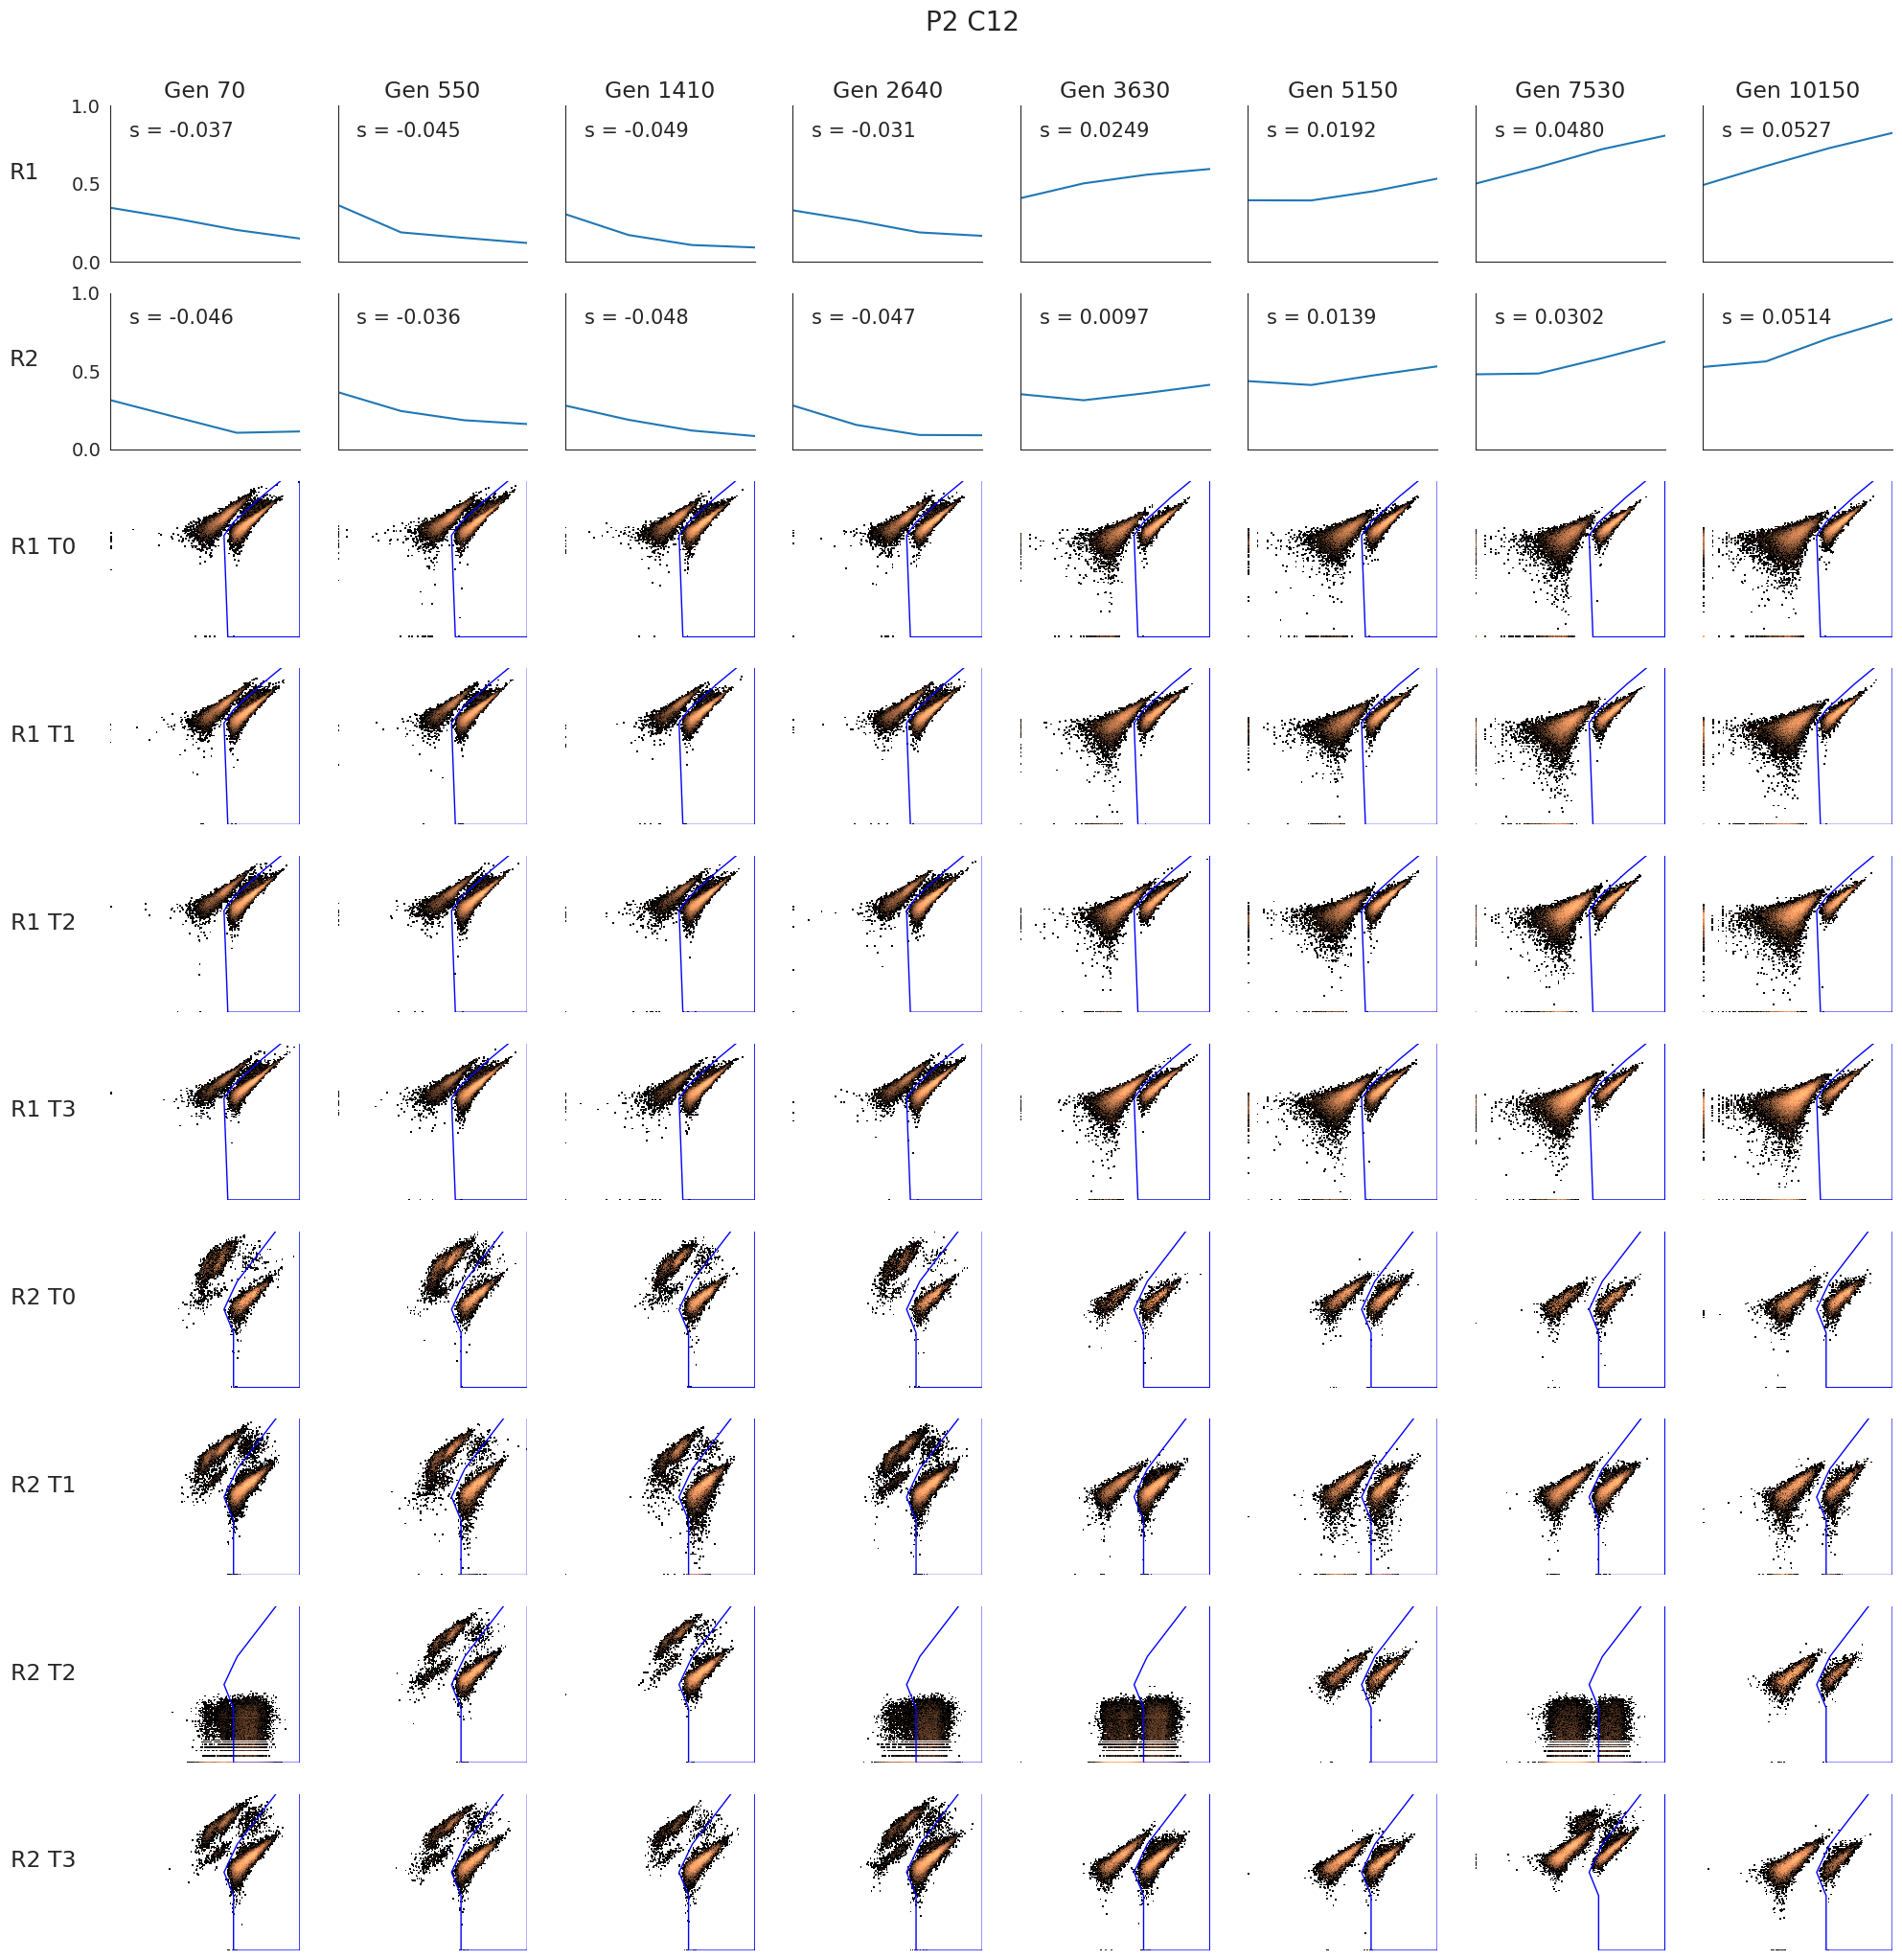 P2 C12
Gen 70 Gen 550 Gen 1410 Gen 2640 Gen 3630 Gen 5150 Gen 7530 Gen 10150
1.0
s = -0.037 s = -0.045 s = -0.049 s = -0.031 s = 0.0249 s = 0.0192 s = 0.0480 s = 0.0527
R1
0.5
0.0
1.0
s = -0.046 s = -0.036 s = -0.048 s = -0.047 s = 0.0097 s = 0.0139 s = 0.0302 s = 0.0514
R2
0.5
0.0
R1 T0
R1 T1
R1 T2
R1 T3
R2 T0
R2 T1
R2 T2
R2 T3